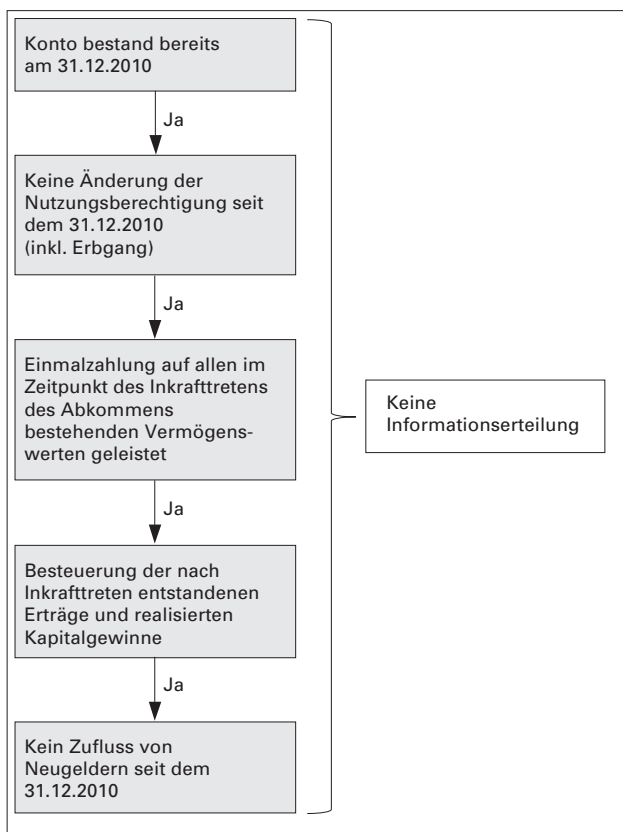 Konto bestand bereits
am 31.12.2010
Ja
Keine Änderung der
Nutzungsberechtigung seit
dem 31.12.2010
(inkl. Erbgang)
Ja
Einmalzahlung auf allen im
Zeitpunkt des Inkrafttretens
des Abkommens
bestehenden Vermögens-
werten geleistet
Ja
Besteuerung der nach
Inkrafttreten entstandenen
Erträge und realisierten
Kapitalgewinne
Ja
Kein Zufluss von
Neugeldern seit dem
31.12.2010
Keine
Informationserteilung